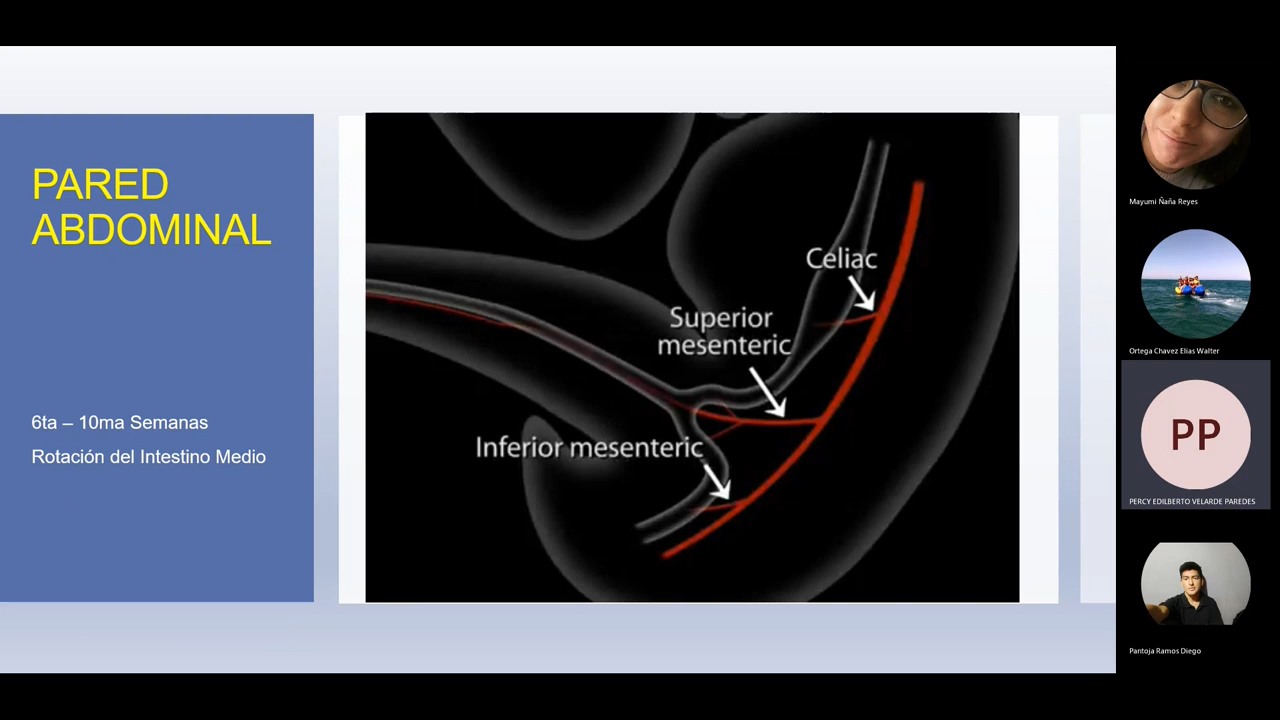 PARED
ABDOMINAL
6ta – 10ma Semanas
Rotación del Intestino Medio
Celiac
Superior
mesenteric
Inferior mesenteric
Mayumi Ñaña Reyes
Ortega Chavez Elias Walter
PP
PERCY EDILBERTO VELARDE PAREDES
Pantoja Ramos Diego